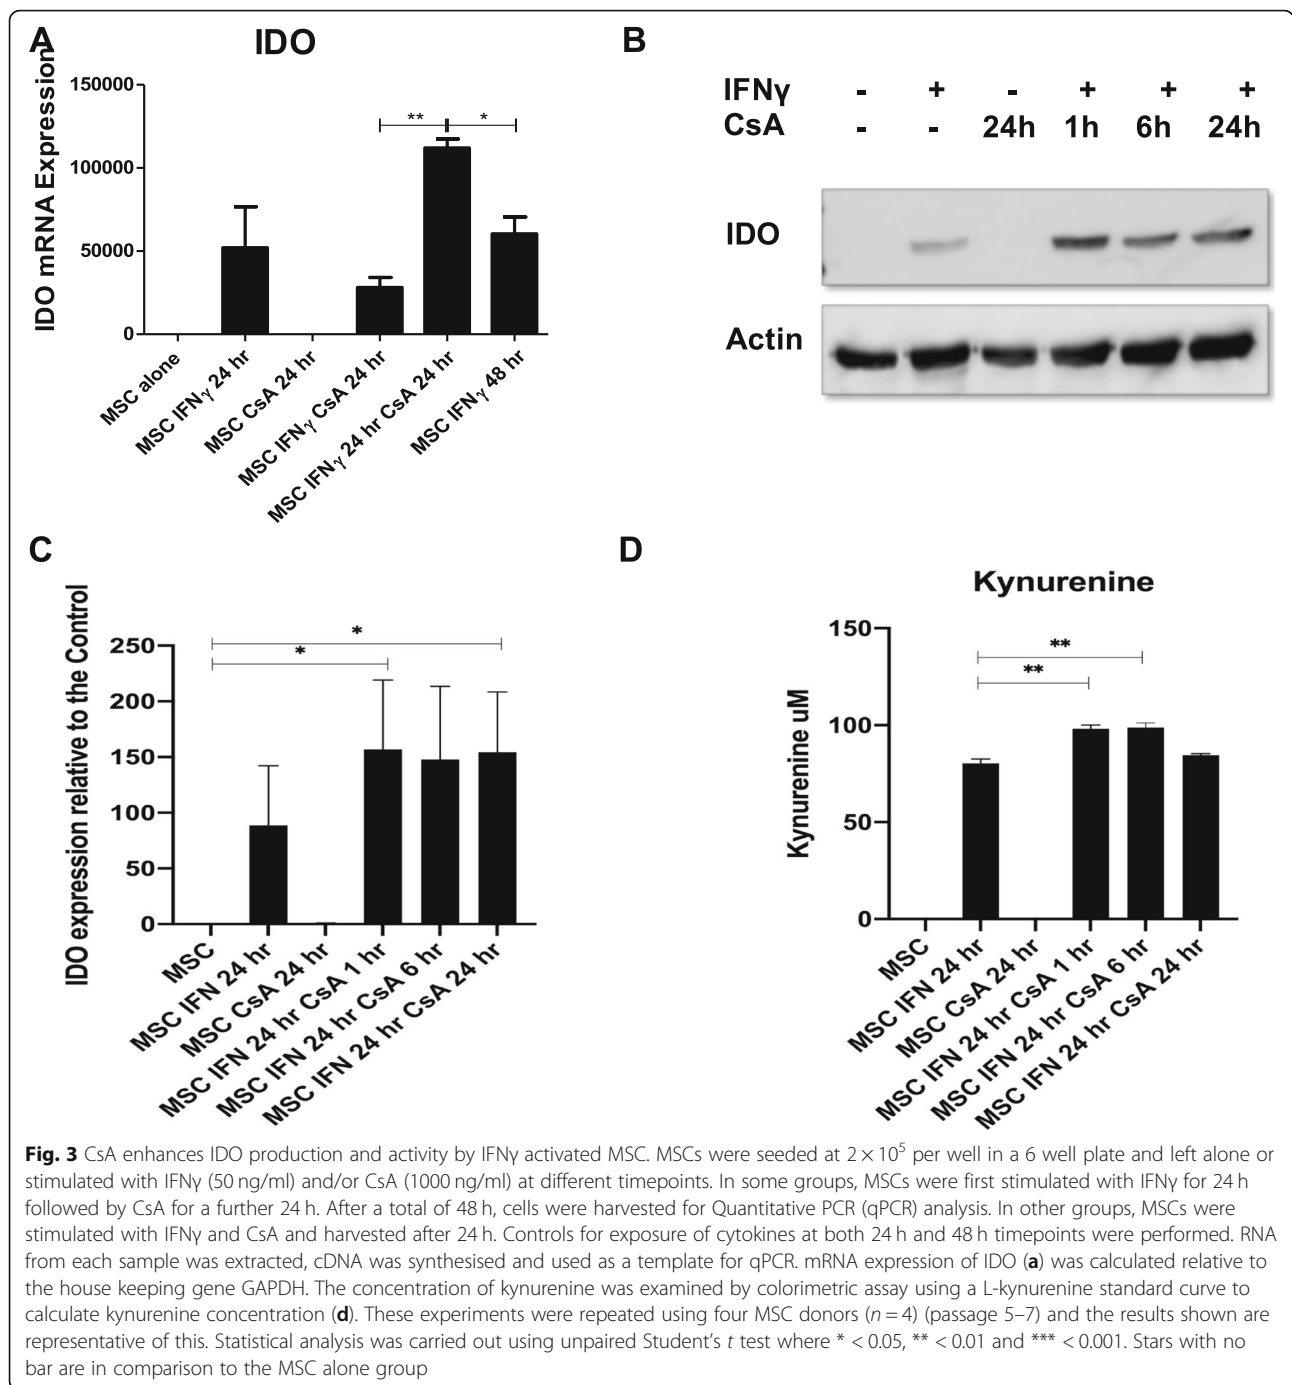 A
IDO
IDO mRNA Expression
150000
100000
50000
0
** *
MSC alone
MSC IFNγ 24 hr
MSC CsA 24 hr
MSC IFNγ CsA 24 hr
MSC IFNγ 24 hr CsA 24 hr
MSC IFNγ 48 hr
B
IFNγ - + - + + +
CsA - - 24h 1h 6h 24h
IDO
Actin
C
IDO expression relative to the Control
250
200
150
100
50
0
*
*
MSC
MSC IFN 24 hr
MSC CsA 24 hr
MSC IFN 24 hr CsA 1 hr
MSC IFN 24 hr CsA 6 hr
MSC IFN 24 hr CsA 24 hr
D
Kynurenine
Kynurenine uM
150
100
50
0
**
**
MSC
MSC IFN 24 hr
MSC CsA 24 hr
MSC IFN 24 hr CsA 1 hr
MSC IFN 24 hr CsA 6 hr
MSC IFN 24 hr CsA 24 hr
Fig. 3 CsA enhances IDO production and activity by IFNγ activated MSC. MSCs were seeded at 2 × 10⁵ per well in a 6 well plate and left alone or
stimulated with IFNγ (50 ng/ml) and/or CsA (1000 ng/ml) at different timepoints. In some groups, MSCs were first stimulated with IFNγ for 24 h
followed by CsA for a further 24 h. After a total of 48 h, cells were harvested for Quantitative PCR (qPCR) analysis. In other groups, MSCs were
stimulated with IFNγ and CsA and harvested after 24 h. Controls for exposure of cytokines at both 24 h and 48 h timepoints were performed. RNA
from each sample was extracted, cDNA was synthesised and used as a template for qPCR. mRNA expression of IDO (a) was calculated relative to
the house keeping gene GAPDH. The concentration of kynurenine was examined by colorimetric assay using a L-kynurenine standard curve to
calculate kynurenine concentration (d). These experiments were repeated using four MSC donors (n = 4) (passage 5–7) and the results shown are
representative of this. Statistical analysis was carried out using unpaired Student's t test where * < 0.05, ** < 0.01 and *** < 0.001. Stars with no
bar are in comparison to the MSC alone group